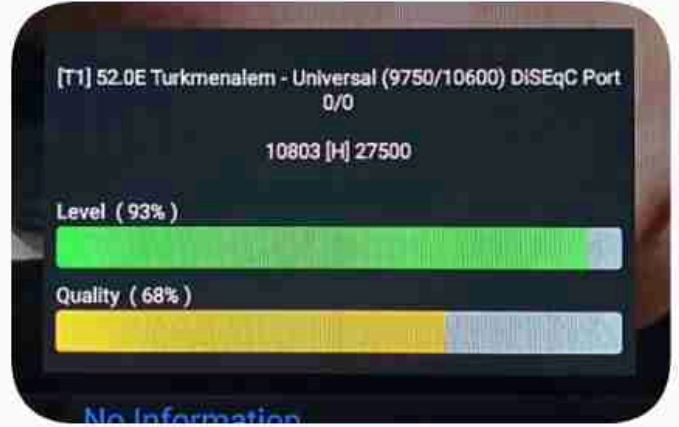 [T1] 52.0E Turkmenalem - Universal (9750/10600) DiSEqC Port
0/0
10803 [H] 27500
Level ( 93% )
Quality ( 68% )
No Information